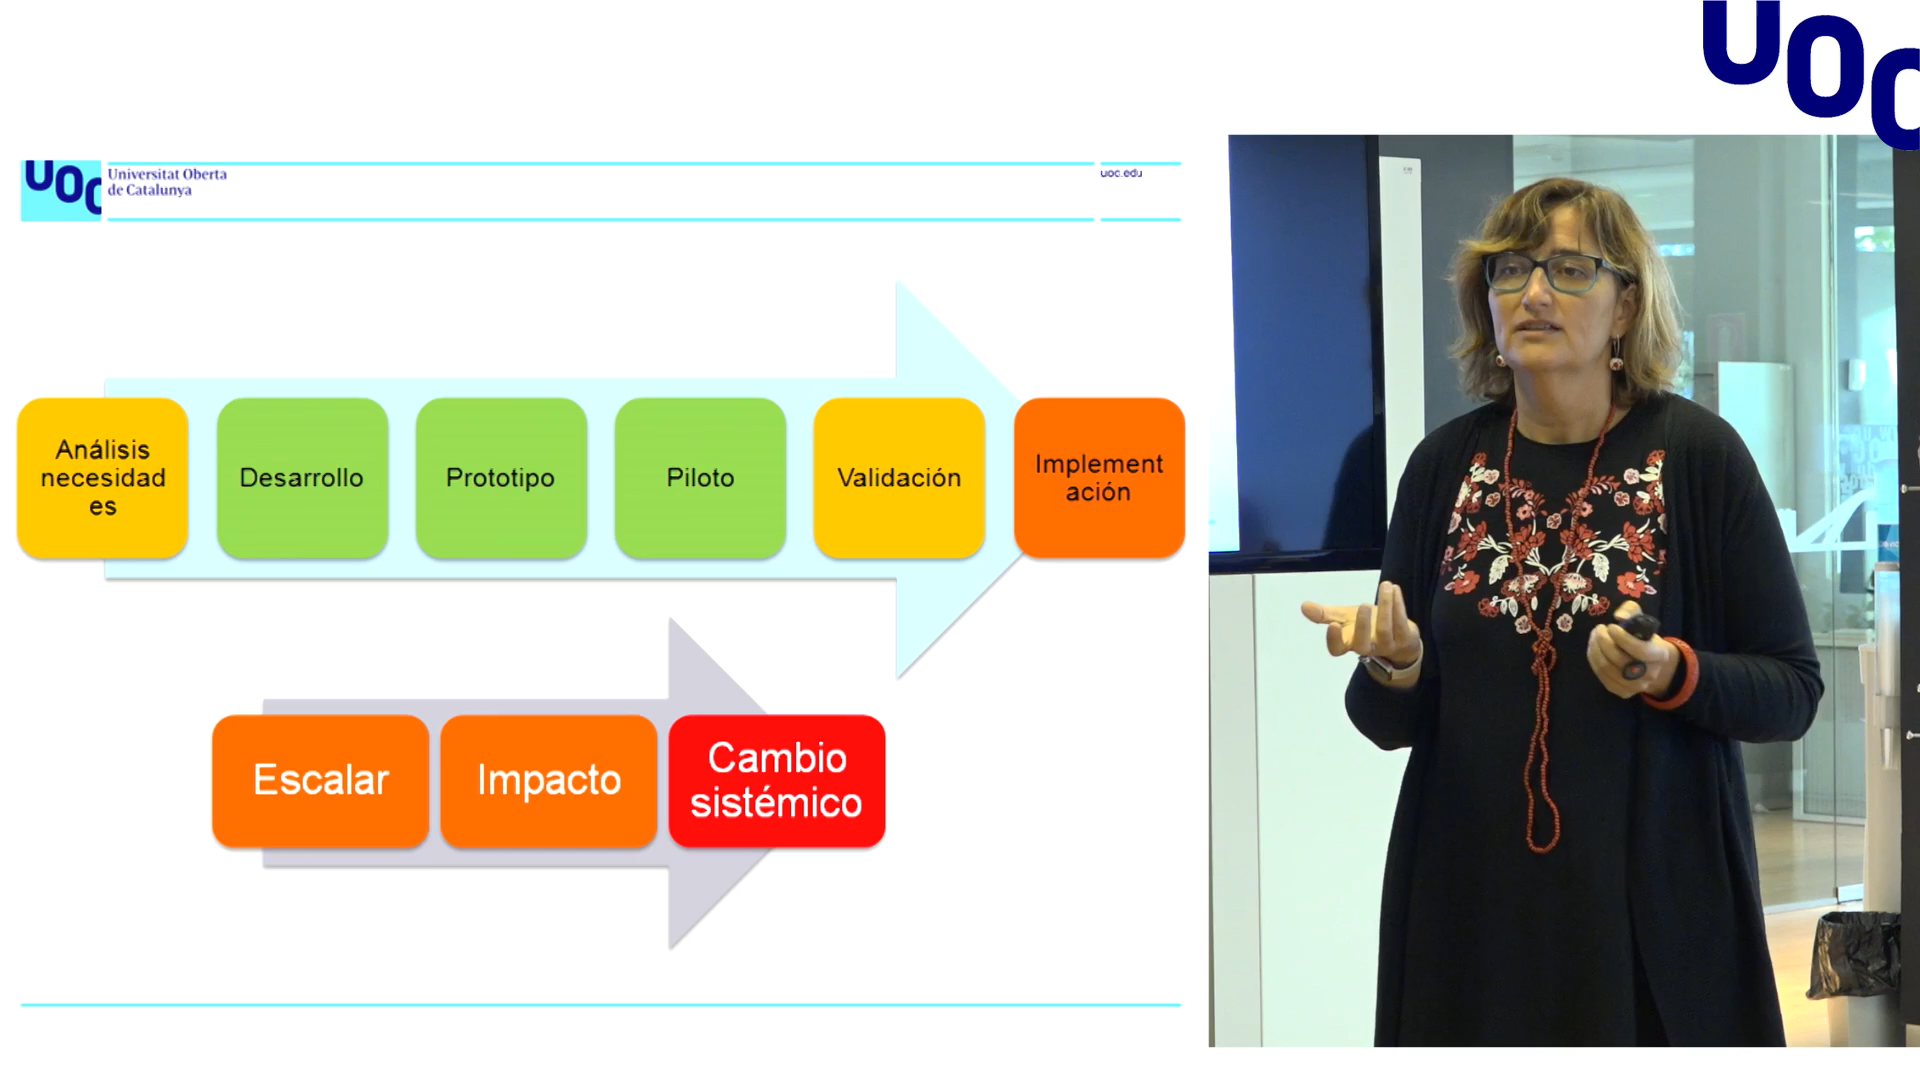 UOC
UOC
Universitat Oberta
de Catalunya
uoc.edu
Análisis
necesidad
es
Desarrollo
Prototipo
Piloto
Validación
Implement
ación
Escalar
Impacto
Cambio
sistémico